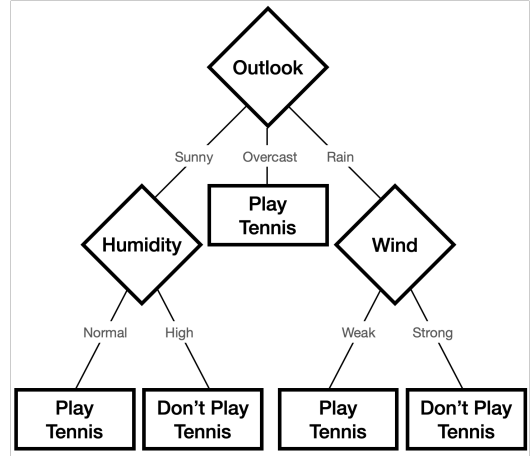 Outlook
Sunny
Overcast
Rain
Play
Tennis
Humidity
Wind
Normal
High
Weak
Strong
Play
Tennis
Don't Play
Tennis
Play
Tennis
Don't Play
Tennis